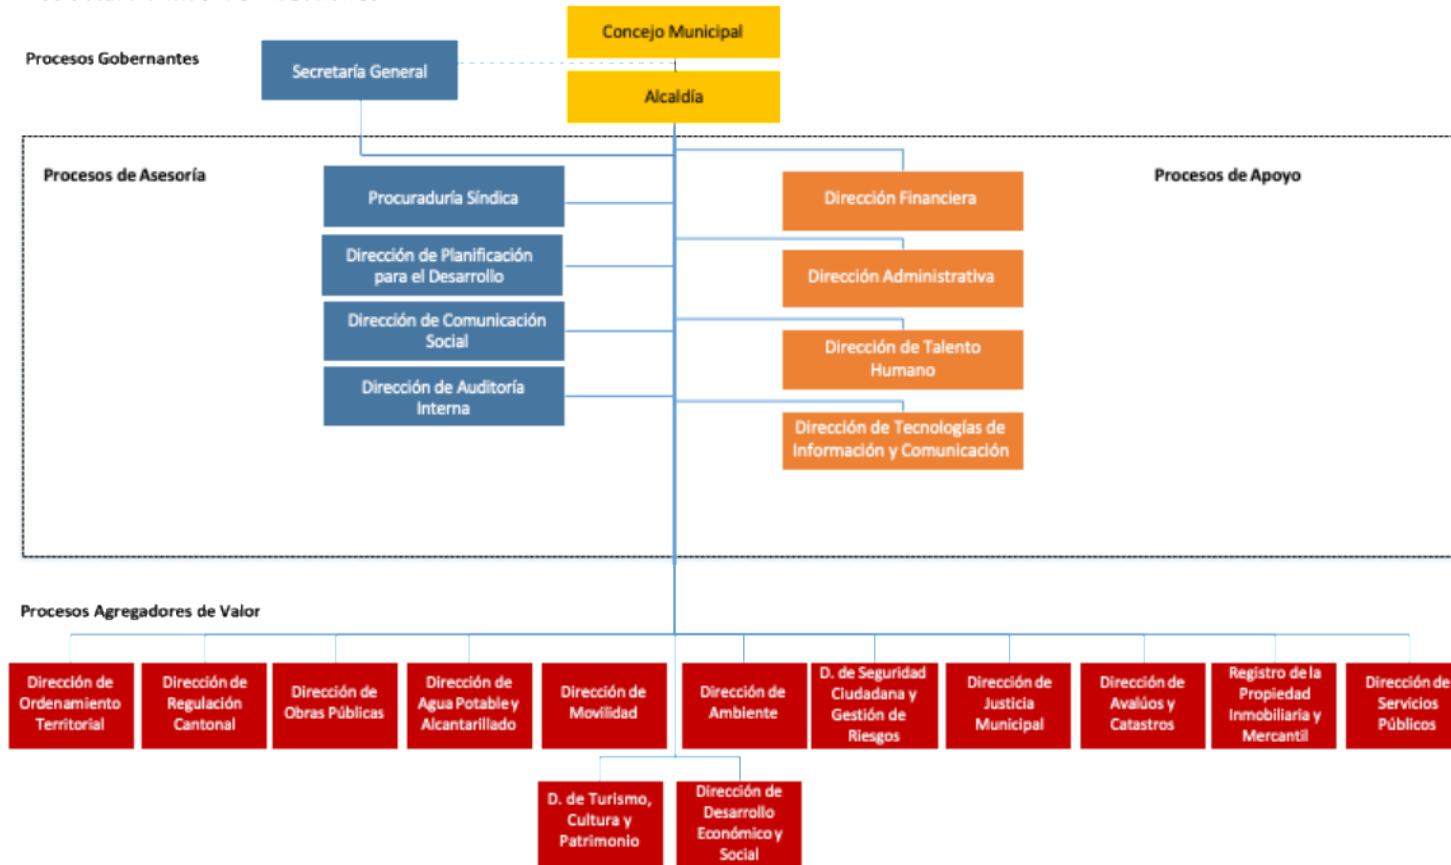 Concejo Municipal
Procesos Gobernantes
Secretaría General
Alcaldía
Procesos de Asesoría
Procesos de Apoyo
Procuraduría Síndica
Dirección Financiera
Dirección de Planificación
para el Desarrollo
Dirección Administrativa
Dirección de Comunicación
Social
Dirección de Talento
Humano
Dirección de Auditoría
Interna
Dirección de Tecnologías de
Información y Comunicación
Procesos Agregadores de Valor
Dirección de
Ordenamiento
Territorial
Dirección de
Regulación
Cantonal
Dirección de
Obras Públicas
Dirección de
Agua Potable y
Alcantarillado
Dirección de
Movilidad
Dirección de
Ambiente
D. de Seguridad
Ciudadana y
Gestión de
Riesgos
Dirección de
Justicia
Municipal
Dirección de
Avalúos y
Catastros
Registro de la
Propiedad
Inmobiliaria y
Mercantil
Dirección de
Servicios
Públicos
D. de Turismo,
Cultura y
Patrimonio
Dirección de
Desarrollo
Económico y
Social